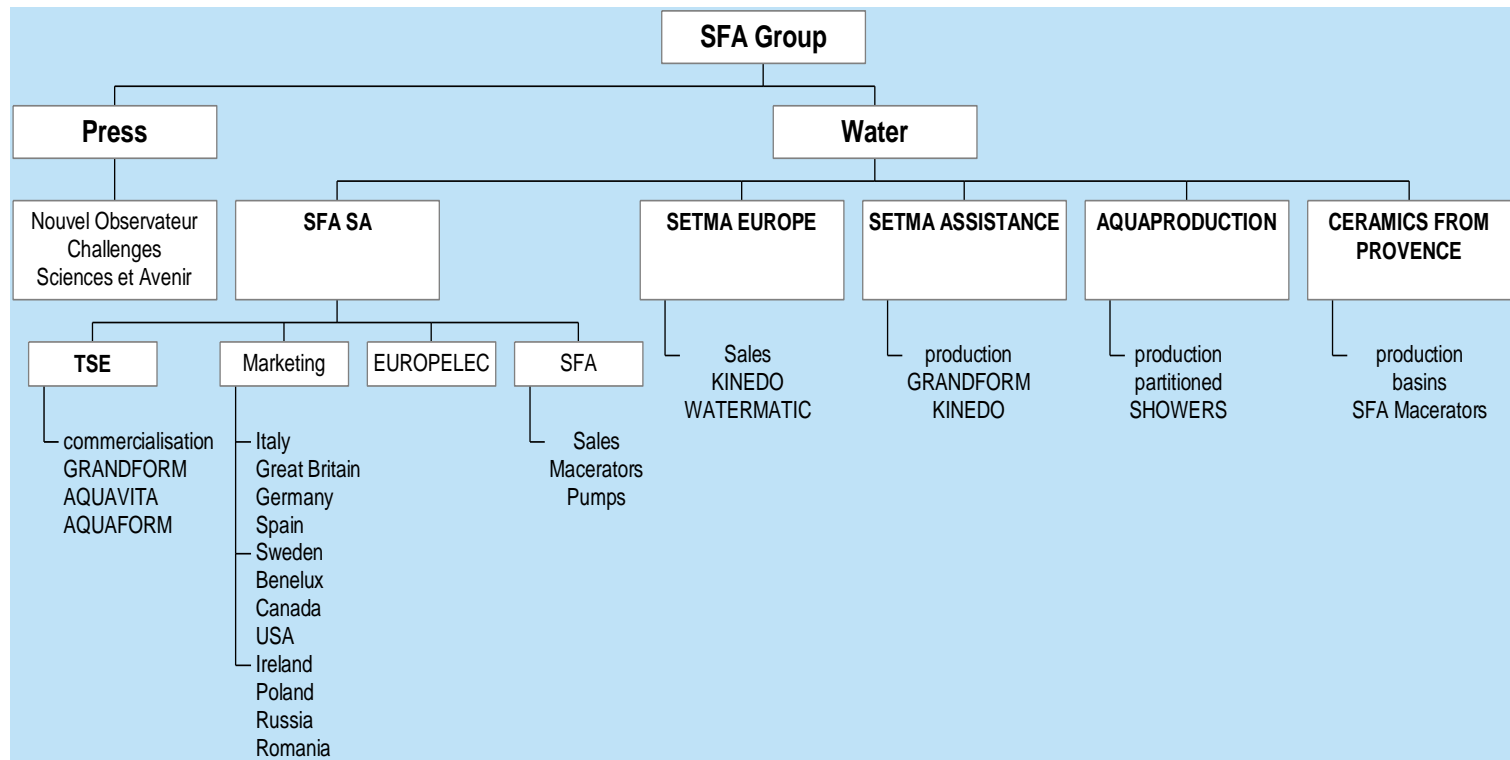 SFA Group
Press
Water
Nouvel Observateur
Challenges
Sciences et Avenir
SFA SA
SETMA EUROPE
SETMA ASSISTANCE
AQUAPRODUCTION
CERAMICS FROM
PROVENCE
TSE
Marketing
EUROPELEC
SFA
commercialisation
GRANDFORM
AQUAVITA
AQUAFORM
Italy
Great Britain
Germany
Spain
Sweden
Benelux
Canada
USA
Ireland
Poland
Russia
Romania
Sales
Macerators
Pumps
Sales
KINEDO
WATERMATIC
production
GRANDFORM
KINEDO
production
partitioned
SHOWERS
production
basins
SFA Macerators